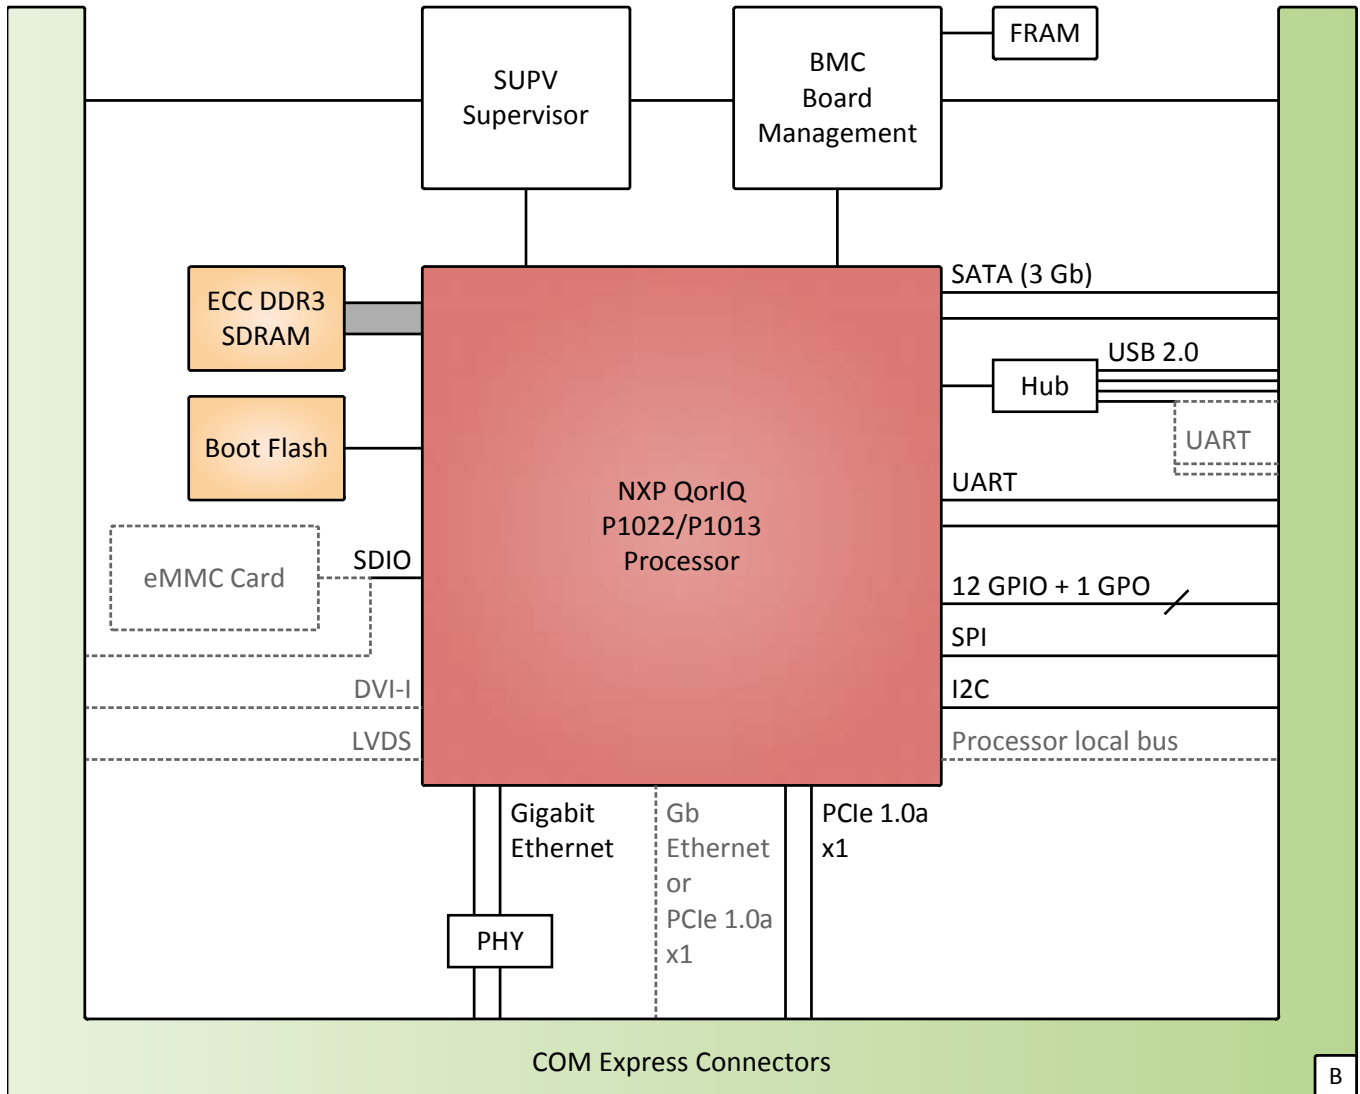 FRAM
SUPV
Supervisor
BMC
Board
Management
ECC DDR3
SDRAM
Boot Flash
eMMC Card
SDIO
DVI-I
LVDS
NXP QorIQ
P1022/P1013
Processor
SATA (3 Gb)
USB 2.0
Hub
UART
UART
12 GPIO + 1 GPO
SPI
I2C
Processor local bus
Gigabit
Ethernet
PHY
Gb
Ethernet
or
PCIe 1.0a
x1
PCIe 1.0a
x1
COM Express Connectors
B